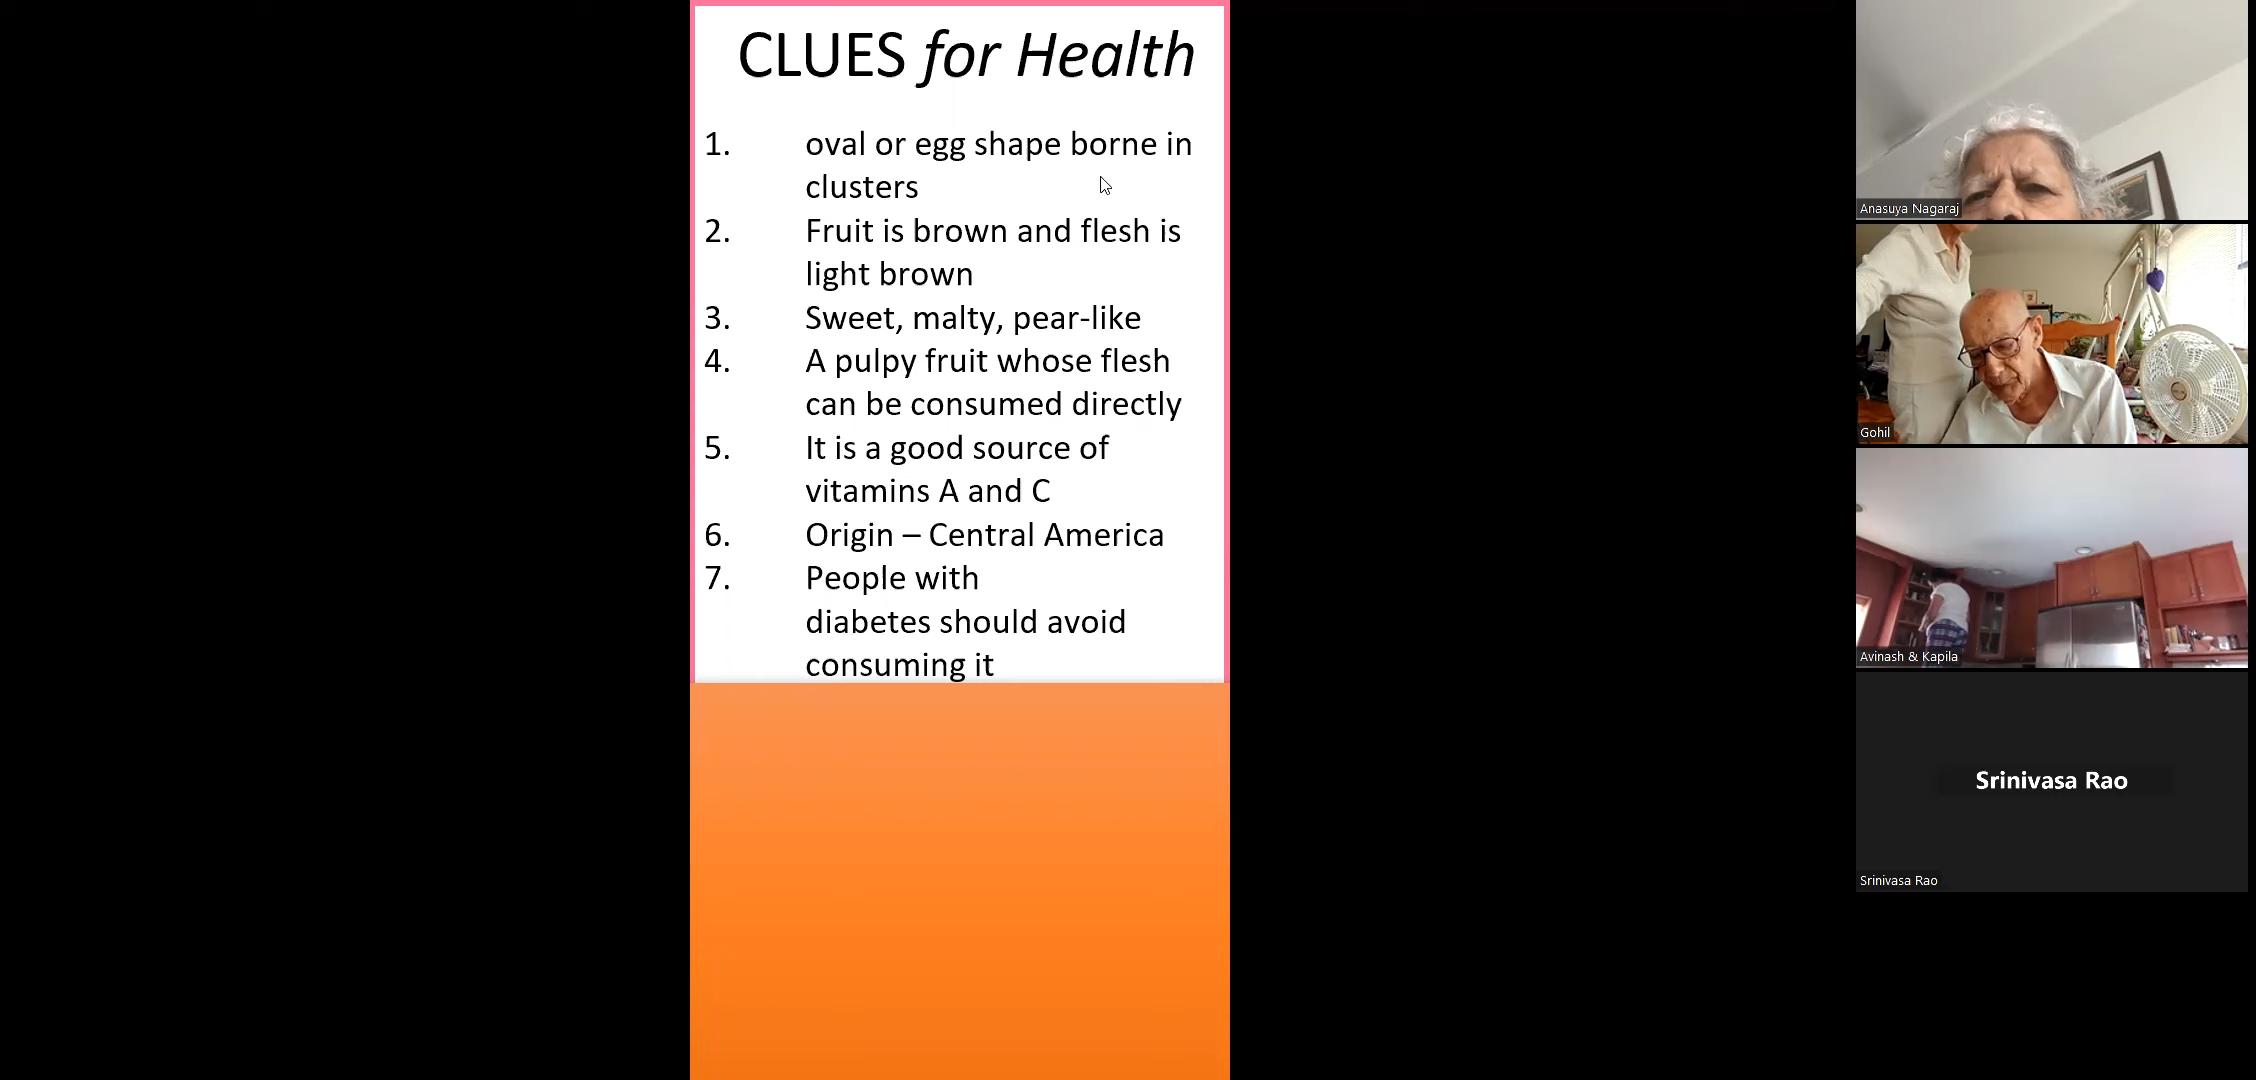 CLUES for Health
1. oval or egg shape borne in
clusters
2. Fruit is brown and flesh is
light brown
3. Sweet, malty, pear-like
4. A pulpy fruit whose flesh
can be consumed directly
5. It is a good source of
vitamins A and C
6. Origin – Central America
7. People with
diabetes should avoid
consuming it
Anasuya Nagaraj
Gohil
Avinash & Kapila
Srinivasa Rao
Srinivasa Rao